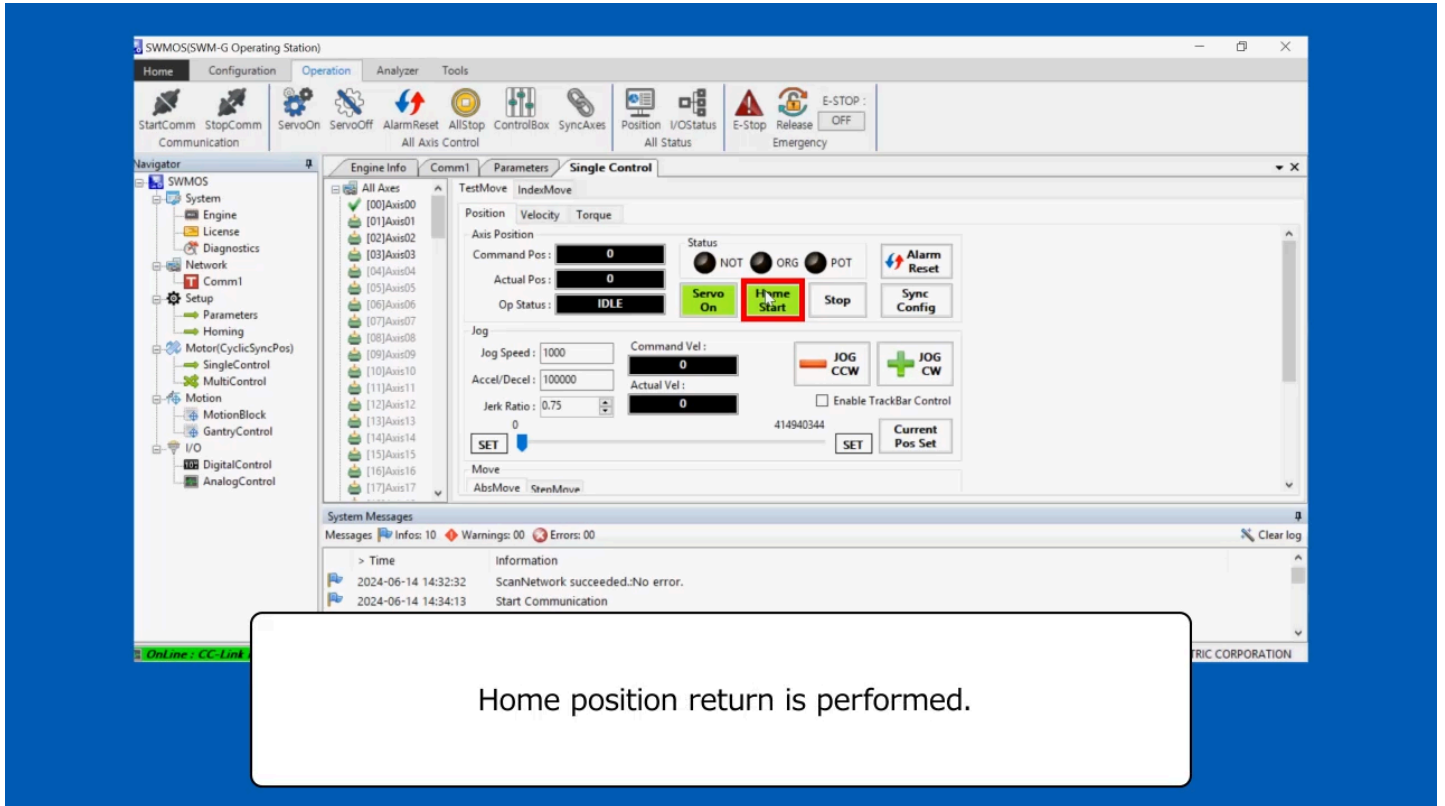 SWMOS(SWM-G Operating Station)
Home Configuration Operation Analyzer Tools
StartComm StopComm ServoOn ServoOff AlarmReset AllStop ControlBox SyncAxes Position I/OStatus E-Stop Release E-STOP : OFF
Communication All Axis Control All Status Emergency
Navigator
SWMOS
System
Engine
License
Diagnostics
Network
Comm1
Setup
Parameters
Homing
Motor(CyclicSyncPos)
SingleControl
MultiControl
Motion
MotionBlock
GantryControl
I/O
DigitalControl
AnalogControl
Engine Info Comm1 Parameters Single Control
All Axes
[00]Axis00
[01]Axis01
[02]Axis02
[03]Axis03
[04]Axis04
[05]Axis05
[06]Axis06
[07]Axis07
[08]Axis08
[09]Axis09
[10]Axis10
[11]Axis11
[12]Axis12
[13]Axis13
[14]Axis14
[15]Axis15
[16]Axis16
[17]Axis17
TestMove IndexMove
Position Velocity Torque
Axis Position
Command Pos : 0
Actual Pos : 0
Op Status : IDLE
Status
NOT ORG POT
Alarm Reset
Servo On
Home Start
Stop
Sync Config
Jog
Jog Speed : 1000
Accel/Decel : 100000
Jerk Ratio : 0.75
Command Vel :
0
Actual Vel :
0
JOG CCW
JOG CW
Enable TrackBar Control
0 414940344
SET SET
Current Pos Set
Move
AbsMove StepMove
System Messages
Messages Infos: 10 Warnings: 00 Errors: 00 Clear log
> Time Information
2024-06-14 14:32:32 ScanNetwork succeeded.:No error.
2024-06-14 14:34:13 Start Communication
OnLine : CC-Link
TRIC CORPORATION
Home position return is performed.